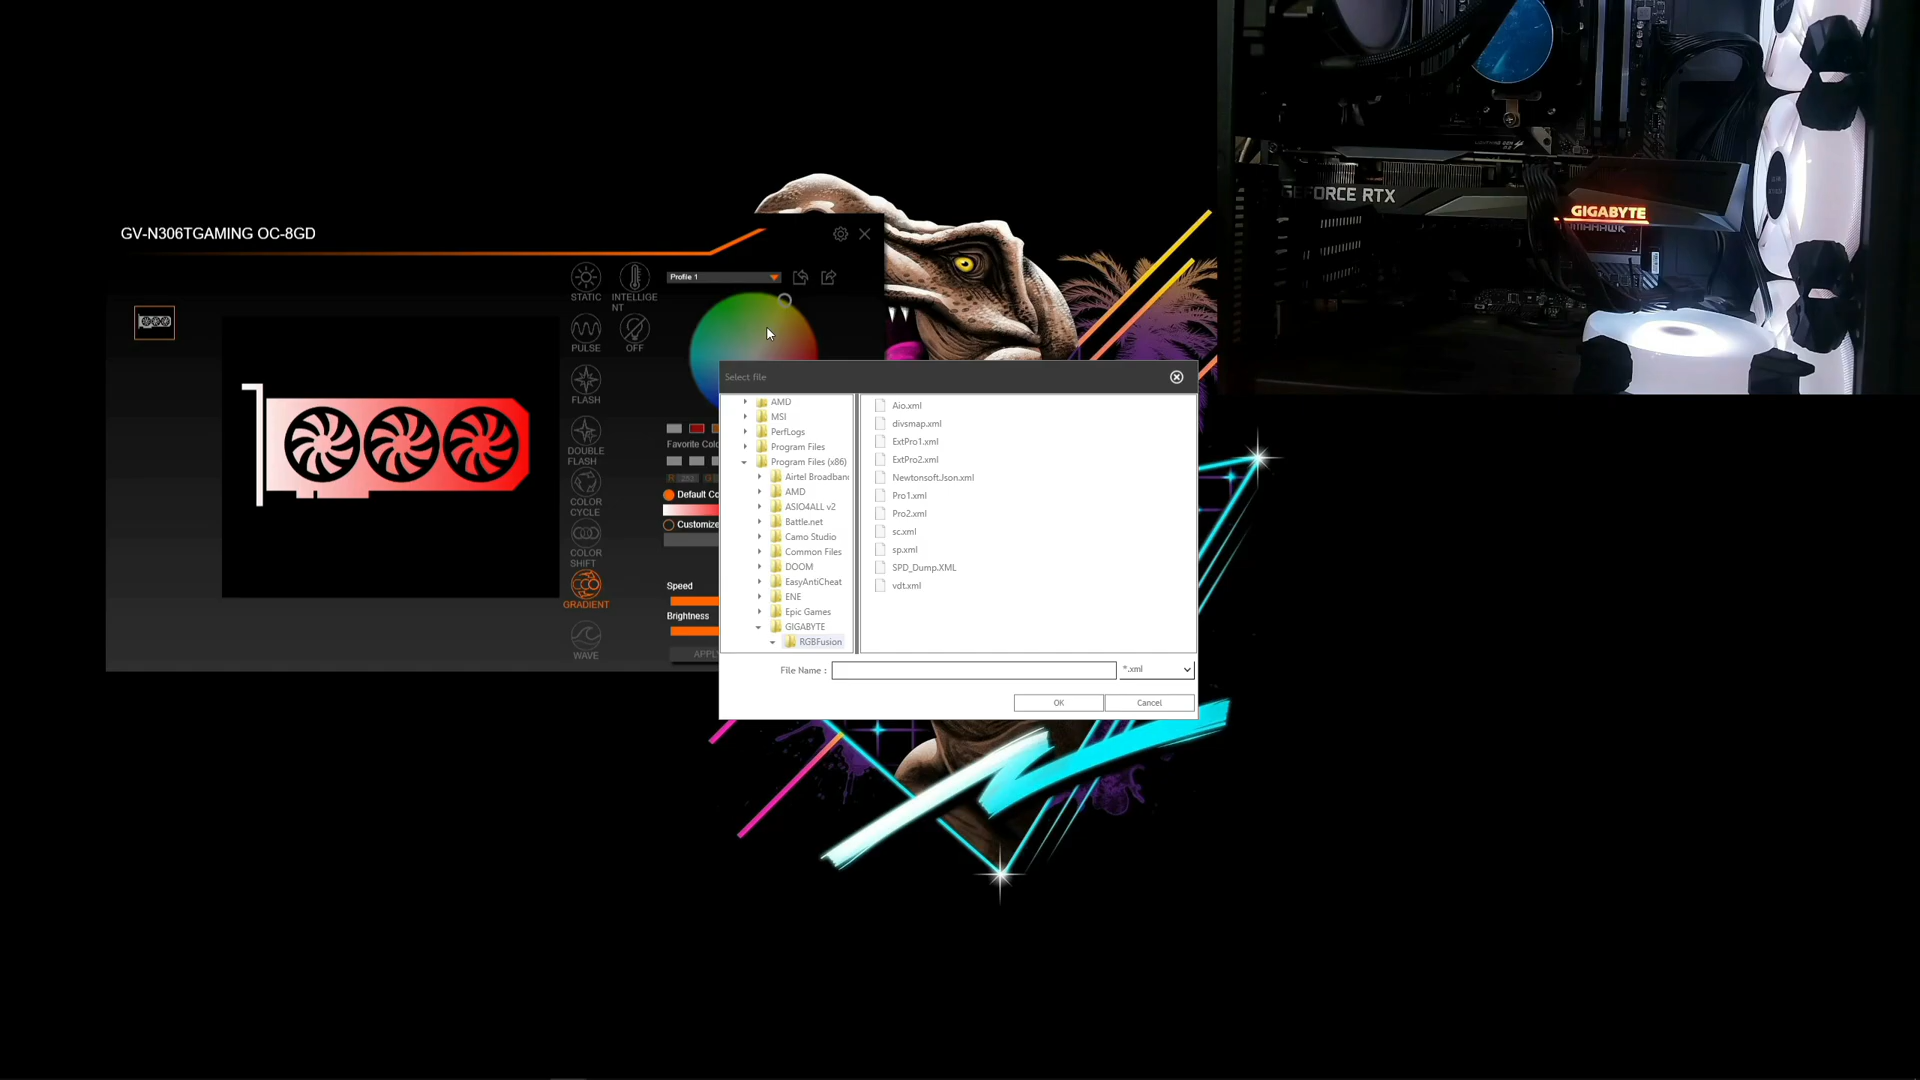 GV-N306TGAMING OC-8GD
STATIC
INTELLIGE
NT
PULSE
OFF
FLASH
DOUBLE
FLASH
COLOR
CYCLE
COLOR
SHIFT
GRADIENT
WAVE
Profile 1
Favorite Colo
R 252 G
Default Co
Customize
Speed
Brightness
APPLY
Select file
AMD
MSI
PerfLogs
Program Files
Program Files (x86)
Airtel Broadband
AMD
ASIO4ALL v2
Battle.net
Camo Studio
Common Files
DOOM
EasyAntiCheat
ENE
Epic Games
GIGABYTE
RGBFusion
Aio.xml
divsmap.xml
ExtPro1.xml
ExtPro2.xml
Newtonsoft.Json.xml
Pro1.xml
Pro2.xml
sc.xml
sp.xml
SPD_Dump.XML
vdt.xml
File Name :
*.xml
OK
Cancel
GEFORCE RTX
GIGABYTE